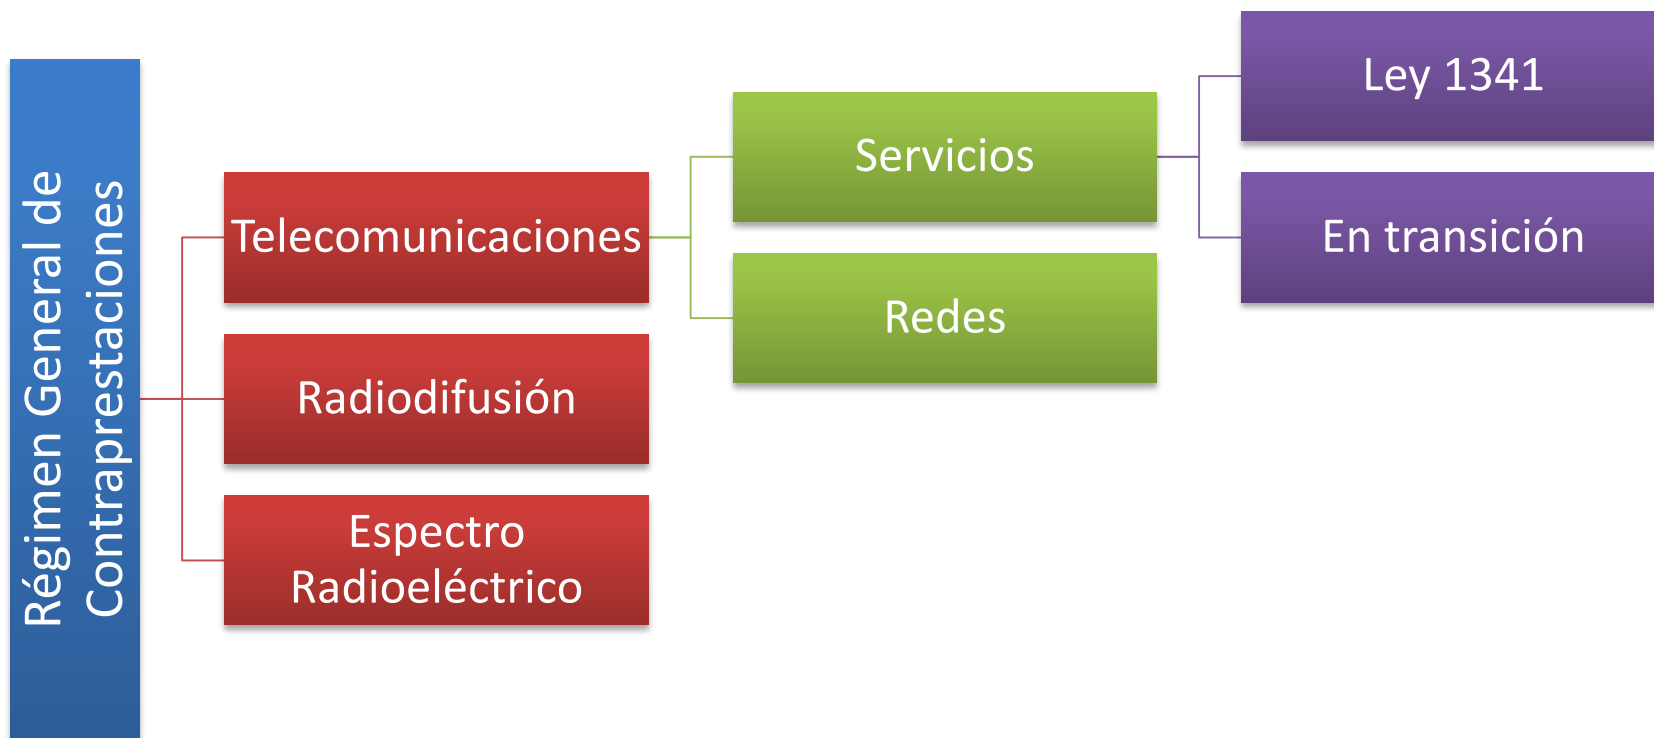 Régimen General de
Contraprestaciones
Telecomunicaciones
Radiodifusión
Espectro
Radioeléctrico
Servicios
Redes
Ley 1341
En transición